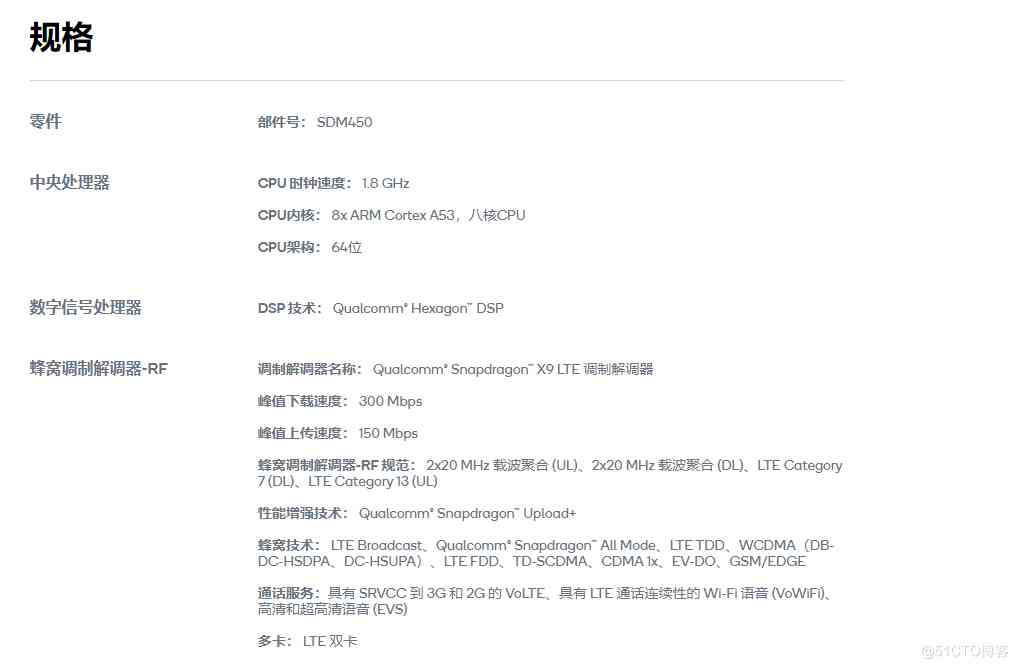 规格
零件
部件号： SDM450
中央处理器
CPU 时钟速度： 1.8 GHz
CPU内核： 8x ARM Cortex A53，八核CPU
CPU架构： 64位
数字信号处理器
DSP 技术： Qualcomm® Hexagon™ DSP
蜂窝调制解调器-RF
调制解调器名称： Qualcomm® Snapdragon™ X9 LTE 调制解调器
峰值下载速度： 300 Mbps
峰值上传速度： 150 Mbps
蜂窝调制解调器-RF 规范： 2x20 MHz 载波聚合 (UL)、2x20 MHz 载波聚合 (DL)、LTE Category
7 (DL)、LTE Category 13 (UL)
性能增强技术： Qualcomm® Snapdragon™ Upload+
蜂窝技术： LTE Broadcast、Qualcomm® Snapdragon™ All Mode、LTE TDD、WCDMA（DB-
DC-HSDPA、DC-HSUPA）、LTE FDD、TD-SCDMA、CDMA 1x、EV-DO、GSM/EDGE
通话服务：具有 SRVCC 到 3G 和 2G 的 VoLTE、具有 LTE 通话连续性的 Wi-Fi 语音 (VoWiFi)、
高清和超高清语音 (EVS)
多卡： LTE 双卡
@51CTO博客